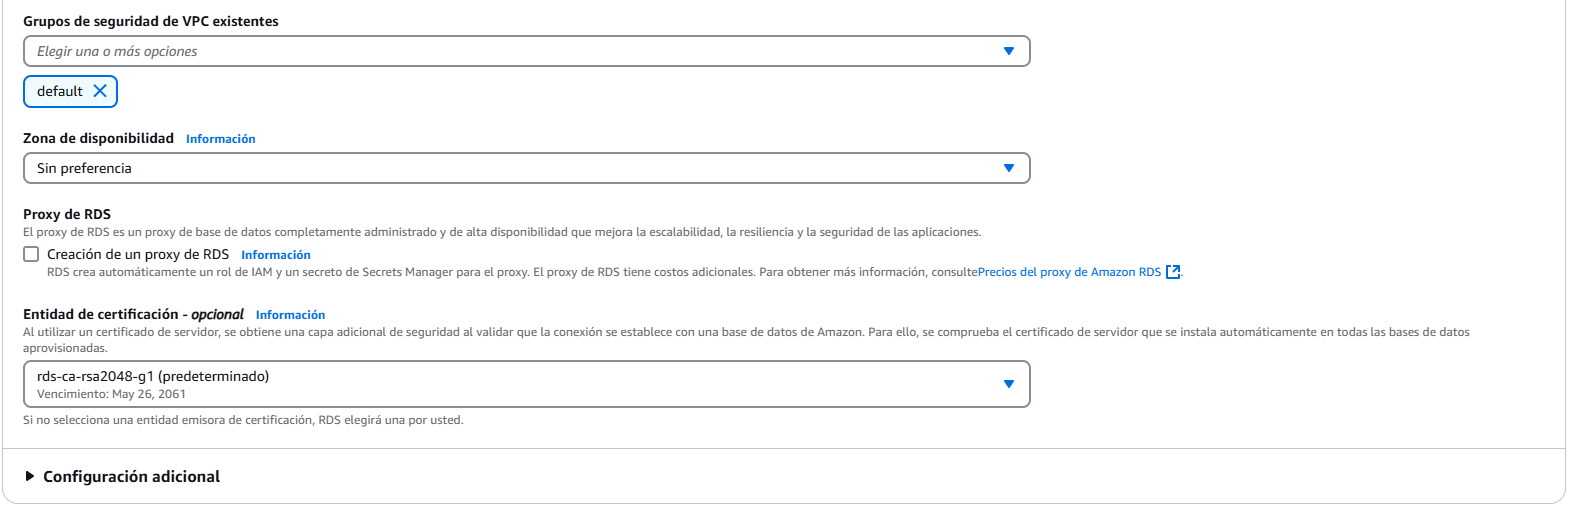 Grupos de seguridad de VPC existentes
Elegir una o más opciones
default
Zona de disponibilidad Información
Sin preferencia
Proxy de RDS
El proxy de RDS es un proxy de base de datos completamente administrado y de alta disponibilidad que mejora la escalabilidad, la resiliencia y la seguridad de las aplicaciones.
Creación de un proxy de RDS Información
RDS crea automáticamente un rol de IAM y un secreto de Secrets Manager para el proxy. El proxy de RDS tiene costos adicionales. Para obtener más información, consultePrecios del proxy de Amazon RDS .
Entidad de certificación - opcional Información
Al utilizar un certificado de servidor, se obtiene una capa adicional de seguridad al validar que la conexión se establece con una base de datos de Amazon. Para ello, se comprueba el certificado de servidor que se instala automáticamente en todas las bases de datos
aprovisionadas.
rds-ca-rsa2048-g1 (predeterminado)
Vencimiento: May 26, 2061
Si no selecciona una entidad emisora de certificación, RDS elegirá una por usted.
Configuración adicional